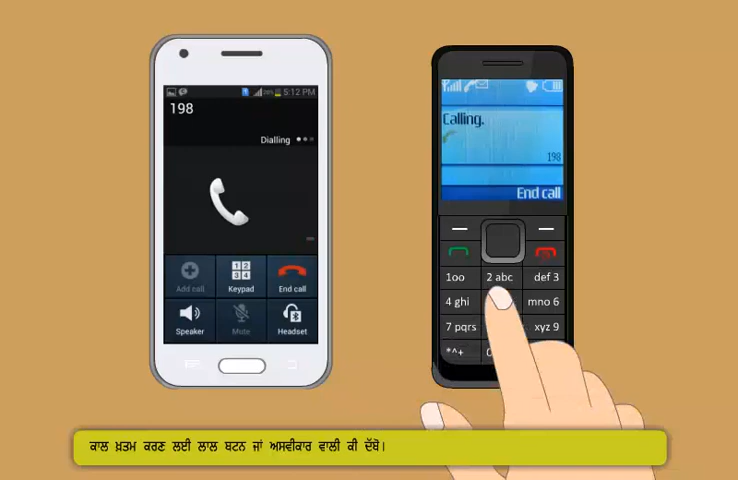 5:12 PM
198
Dialling
Add call
Keypad
End call
Speaker
Mute
Headset
Calling.
198
End call
1oo
2 abc
def 3
4 ghi
mno 6
7 pqrs
xyz 9
*^+
ਕਾਲ ਖ਼ਤਮ ਕਰਣ ਲਈ ਲਾਲ ਬਟਨ ਜਾਂ ਅਸਵੀਕਾਰ ਵਾਲੀ ਕੀ ਦੱਬੋ।